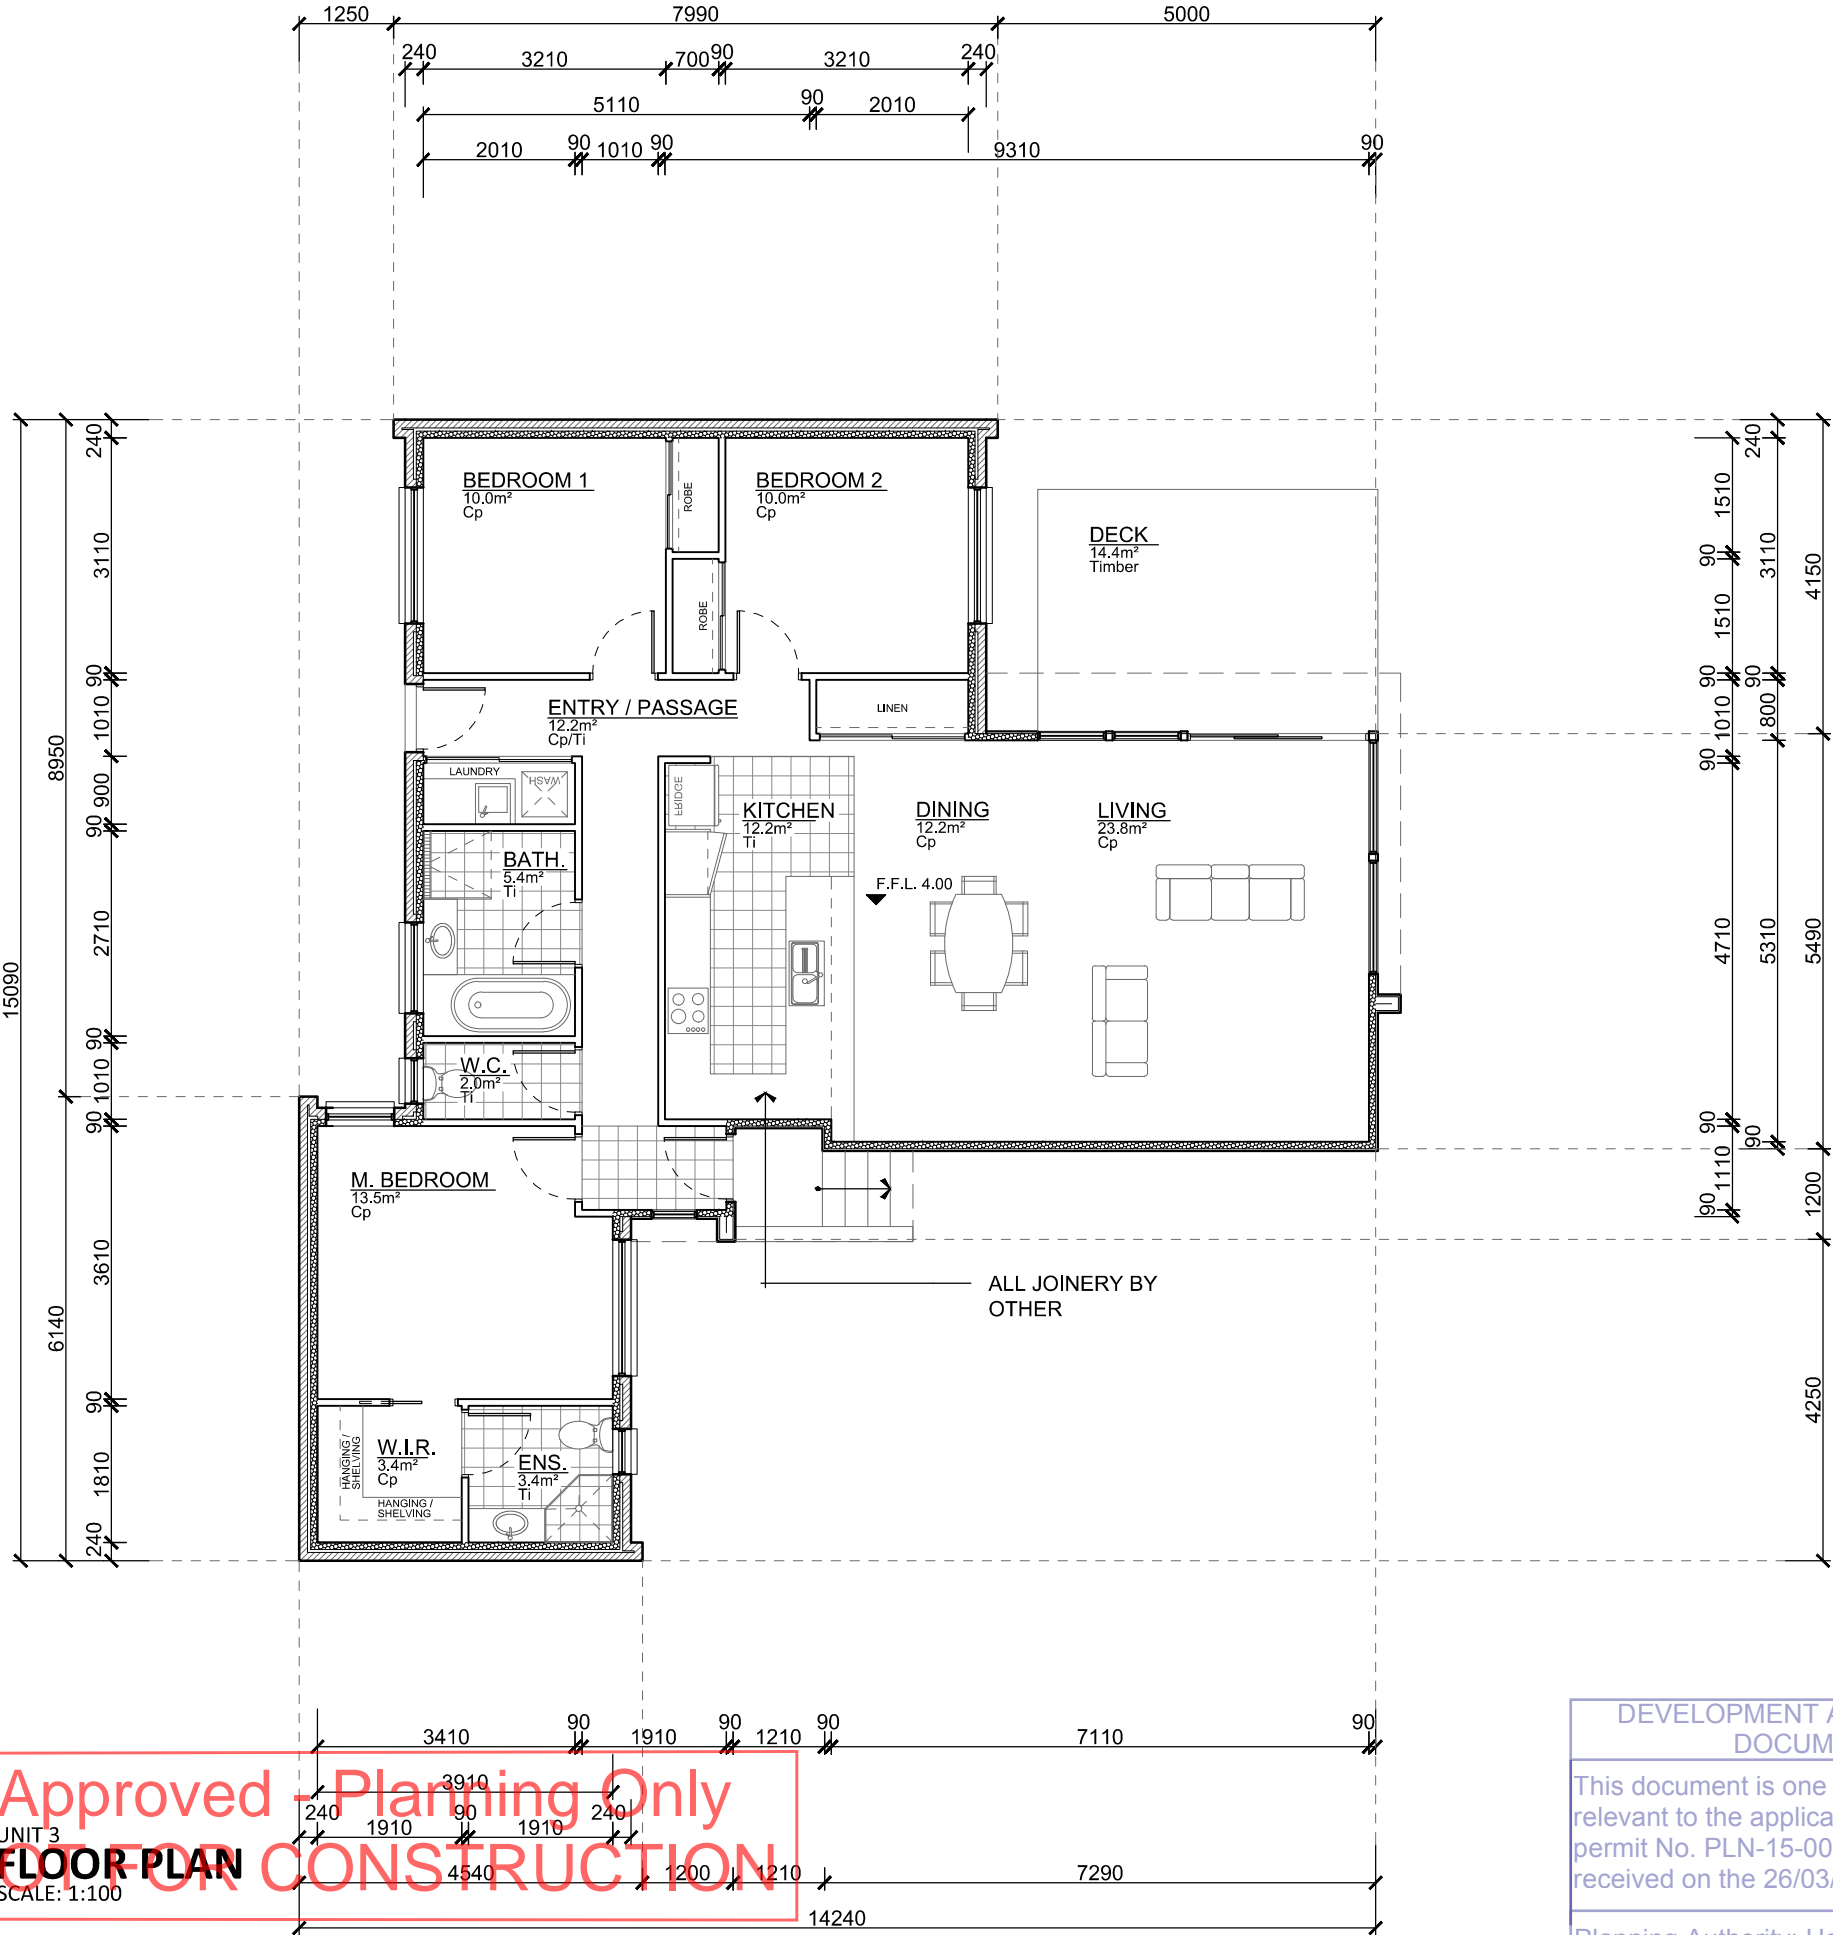 1250 7990 5000
240 3210 700 90 3210 240
5110 90 2010
2010 90 1010 90 9310 90
15090
8950
6140
240
3110
90
1010
900
90
2710
90
1010
90
3610
90
1810
240
BEDROOM 1
10.0m²
Cp
ROBE
ROBE
BEDROOM 2
10.0m²
Cp
DECK
14.4m²
Timber
ENTRY / PASSAGE
12.2m²
Cp/Ti
LINEN
LAUNDRY
WASH
FRIDGE
KITCHEN
12.2m²
Ti
DINING
12.2m²
Cp
LIVING
23.8m²
Cp
BATH.
5.4m²
Ti
F.F.L. 4.00
W.C.
2.0m²
Ti
M. BEDROOM
13.5m²
Cp
ALL JOINERY BY
OTHER
W.I.R.
3.4m²
Cp
HANGING /
SHELVING
HANGING /
SHELVING
ENS.
3.4m²
Ti
1510
90
1510
90
1010
90
4710
90
1110
90
240
3110
90
800
5310
90
4150
5490
1200
4250
3410 90 1910 90 1210 90 7110 90
3910
240 1910 90 1910 240
4540 1200 1210 7290
14240
Approved - Planning Only
OT FOR CONSTRUCTION
UNIT 3
FLOOR PLAN
SCALE: 1:100
DEVELOPMENT A
DOCUM
This document is one
relevant to the applica
permit No. PLN-15-00
received on the 26/03/
Planning Authority: